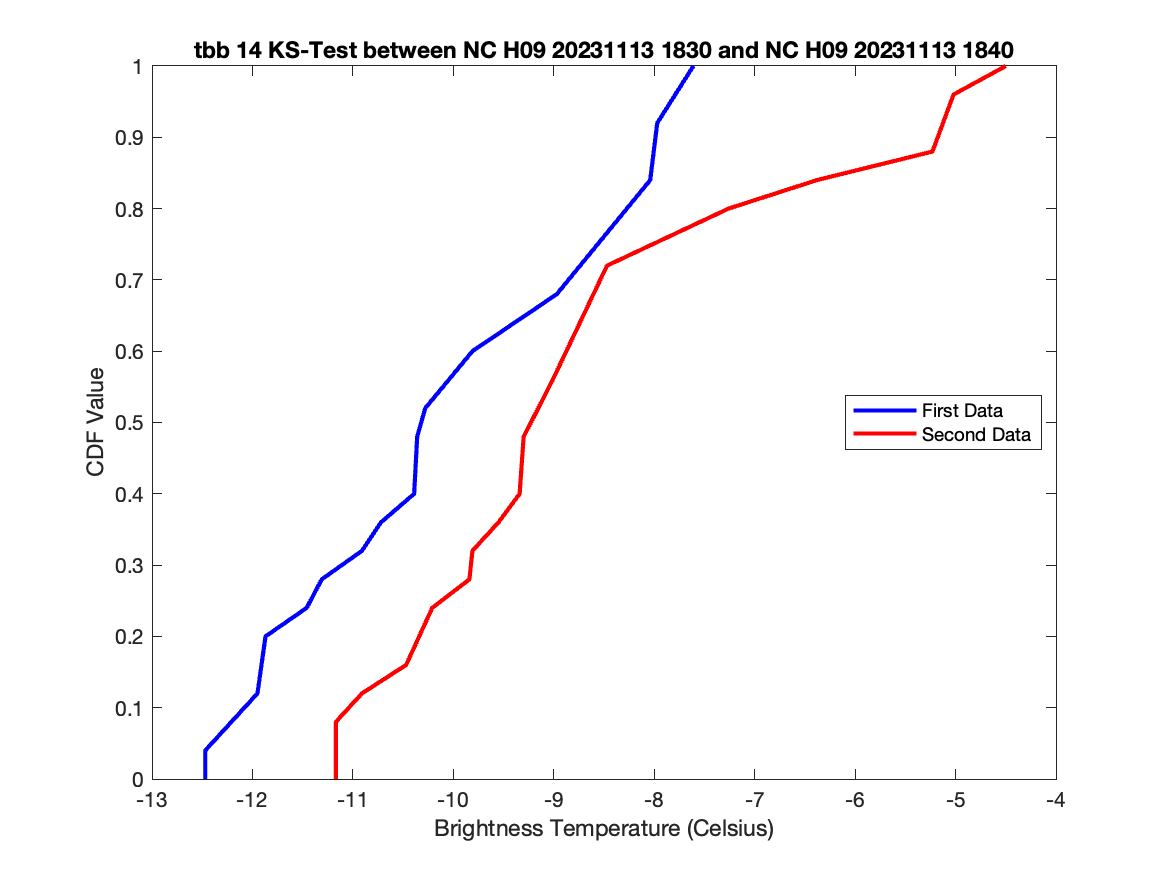 tbb 14 KS-Test between NC H09 20231113 1830 and NC H09 20231113 1840
1
0.9
0.8
0.7
0.6
0.5
0.4
0.3
0.2
0.1
0
CDF Value
First Data
Second Data
-13 -12 -11 -10 -9 -8 -7 -6 -5 -4
Brightness Temperature (Celsius)